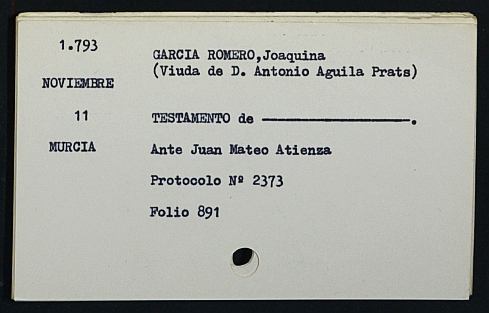 1.793
GARCIA ROMERO,Joaquina
(Viuda de D. Antonio Aguila Prats)
NOVIEMBRE
11
TESTAMENTO de ————————.
MURCIA
Ante Juan Mateo Atienza
Protocolo Nº 2373
Folio 891